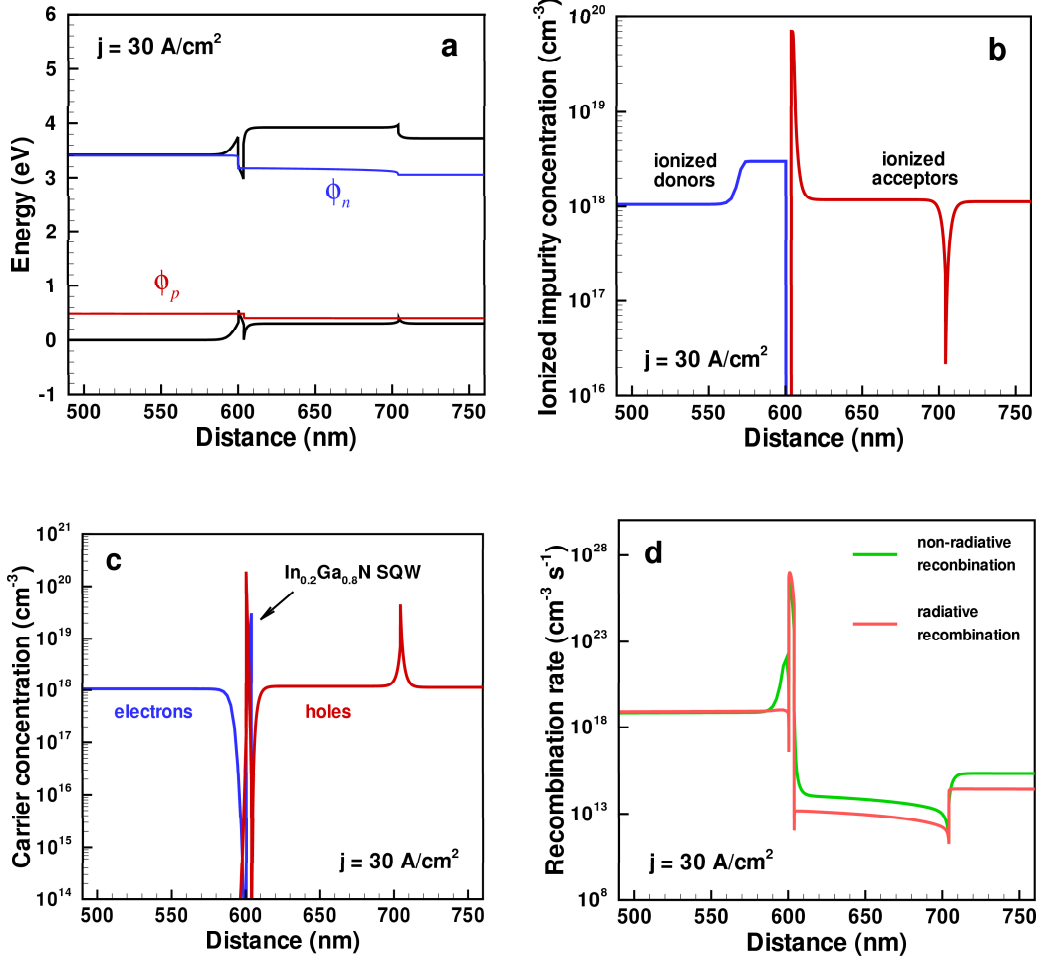 j = 30 A/cm²
a
6
5
4
3
2
1
0
-1
Energy (eV)
ϕn
ϕp
500 550 600 650 700 750
Distance (nm)
b
10²⁰
10¹⁹
10¹⁸
10¹⁷
10¹⁶
Ionized impurity concentration (cm⁻³)
ionized
donors
ionized
acceptors
j = 30 A/cm²
500 550 600 650 700 750
Distance (nm)
c
10²¹
10²⁰
10¹⁹
10¹⁸
10¹⁷
10¹⁶
10¹⁵
10¹⁴
Carrier concentration (cm⁻³)
In₀.₂Ga₀.₈N SQW
electrons
holes
j = 30 A/cm²
500 550 600 650 700 750
Distance (nm)
d
10²⁸
10²³
10¹⁸
10¹³
10⁸
Recombination rate (cm⁻³ s⁻¹)
non-radiative
reconbination
radiative
recombination
j = 30 A/cm²
500 550 600 650 700 750
Distance (nm)